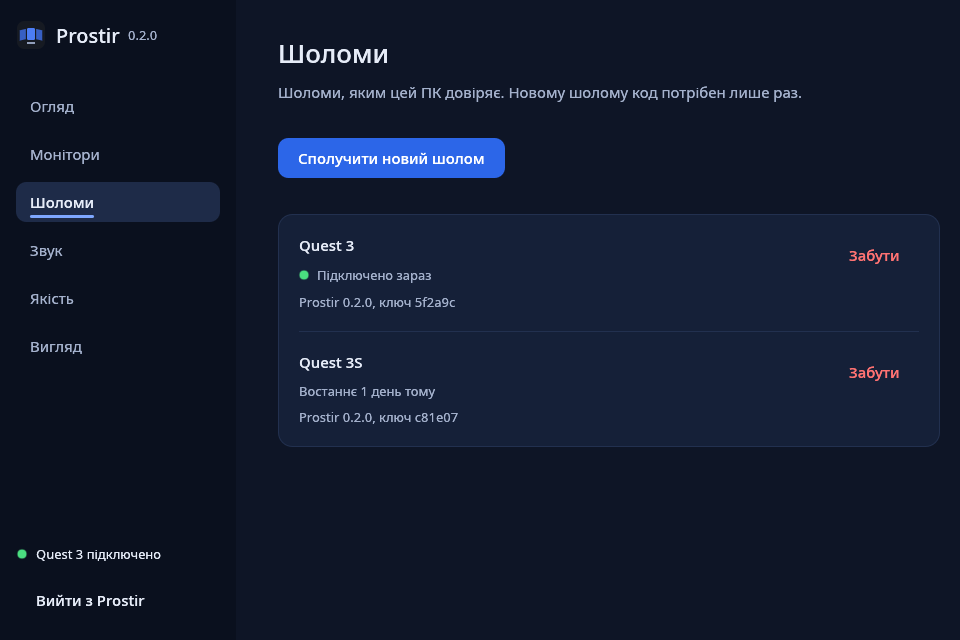 Prostir 0.2.0
Огляд
Монітори
Шоломи
Звук
Якість
Вигляд
Quest 3 підключено
Вийти з Prostir
Шоломи
Шоломи, яким цей ПК довіряє. Новому шолому код потрібен лише раз.
Сполучити новий шолом
Quest 3
Забути
Підключено зараз
Prostir 0.2.0, ключ 5f2a9c
Quest 3S
Забути
Востаннє 1 день тому
Prostir 0.2.0, ключ c81e07